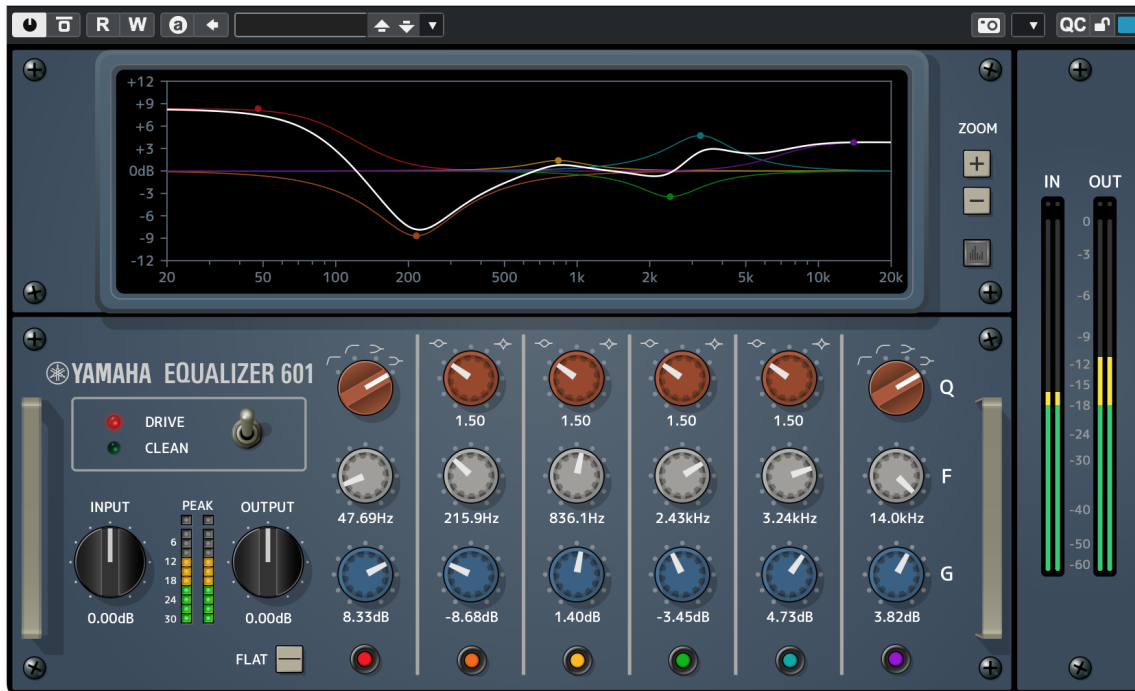 R W a QC
+12
+9
+6
+3
0dB
-3
-6
-9
-12
20 50 100 200 500 1k 2k 5k 10k 20k
ZOOM
+
−
IN OUT
0
-3
-6
-9
-12
-15
-18
-24
-30
-40
-50
-60
YAMAHA EQUALIZER 601
DRIVE
CLEAN
INPUT PEAK OUTPUT
6
12
18
24
30
0.00dB 0.00dB
FLAT
1.50 1.50 1.50 1.50 Q
47.69Hz 215.9Hz 836.1Hz 2.43kHz 3.24kHz 14.0kHz F
8.33dB -8.68dB 1.40dB -3.45dB 4.73dB 3.82dB G